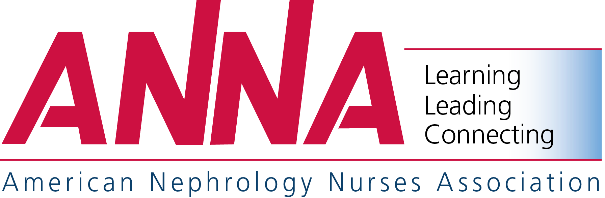 ANNA
Learning
Leading
Connecting
American Nephrology Nurses Association